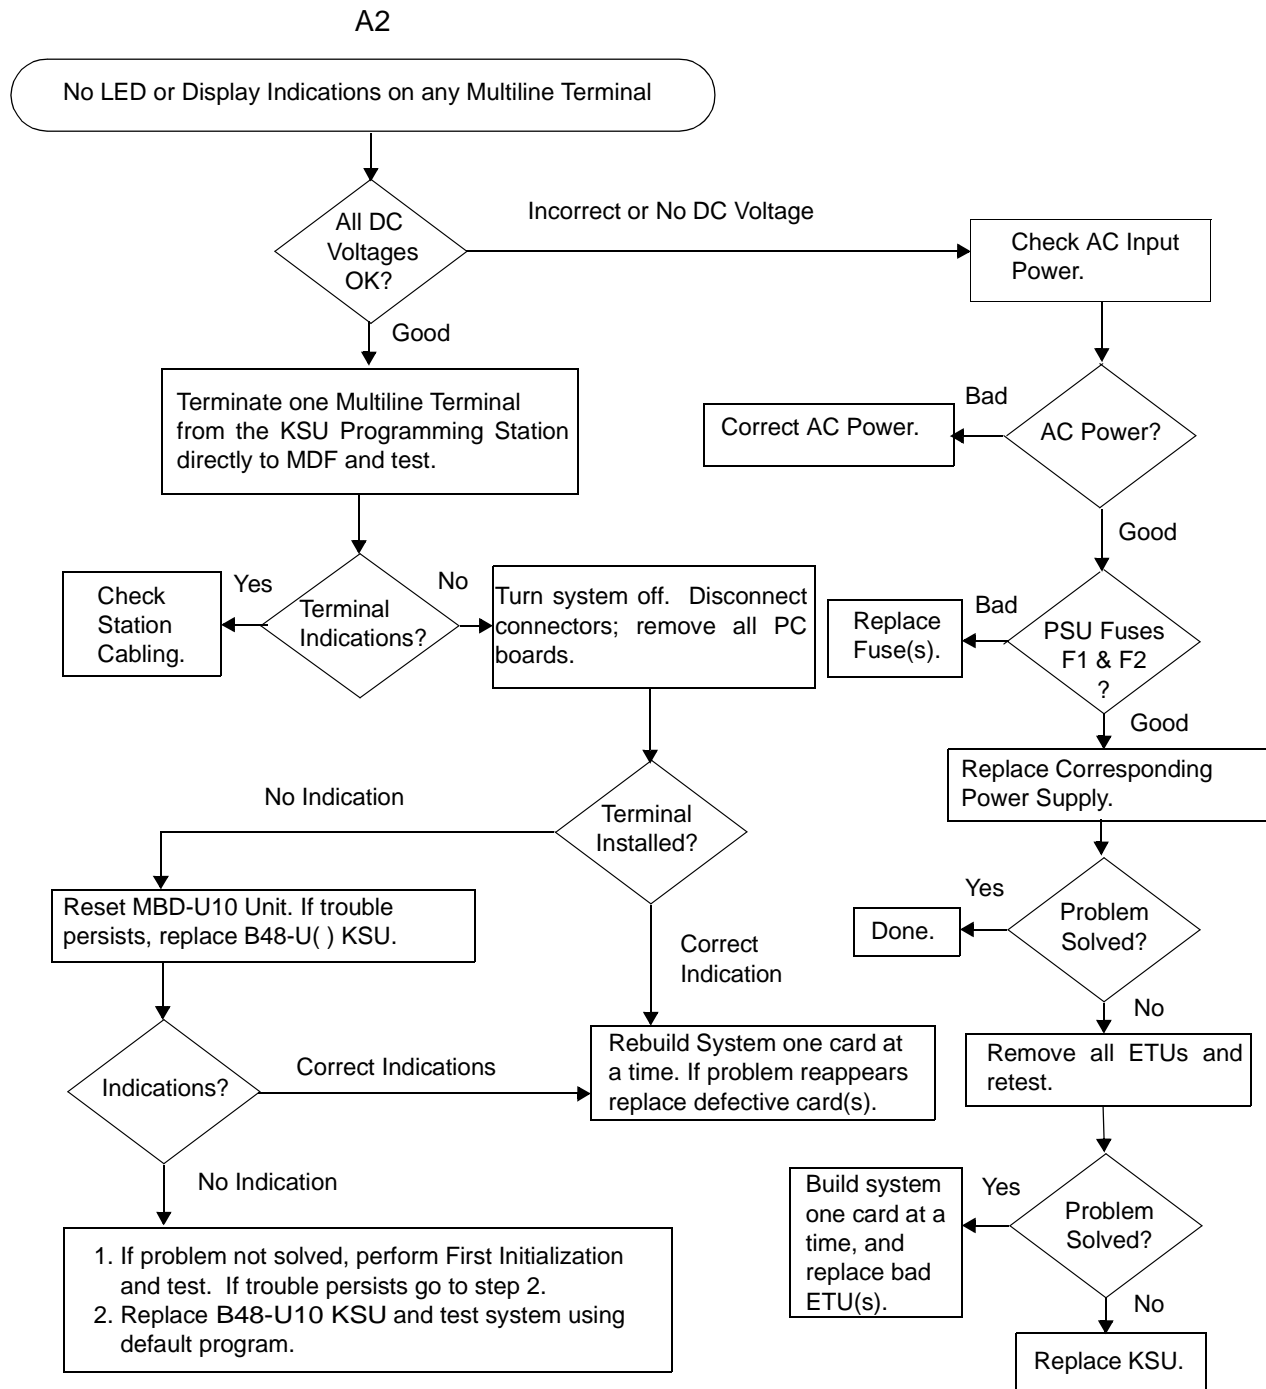 A2
No LED or Display Indications on any Multiline Terminal
All DC
Voltages
OK?
Incorrect or No DC Voltage
Check AC Input
Power.
Good
Terminate one Multiline Terminal
from the KSU Programming Station
directly to MDF and test.
Bad
Correct AC Power.
AC Power?
Good
Yes
Check
Station
Cabling.
Terminal
Indications?
No
Turn system off. Disconnect
connectors; remove all PC
boards.
Bad
Replace
Fuse(s).
PSU Fuses
F1 & F2
?
Good
Replace Corresponding
Power Supply.
No Indication
Terminal
Installed?
Reset MBD-U10 Unit. If trouble
persists, replace B48-U( ) KSU.
Correct
Indication
Yes
Done.
Problem
Solved?
No
Indications?
Correct Indications
Rebuild System one card at
a time. If problem reappears
replace defective card(s).
Remove all ETUs and
retest.
No Indication
Build system
one card at a
time, and
replace bad
ETU(s).
Yes
Problem
Solved?
No
1. If problem not solved, perform First Initialization
and test. If trouble persists go to step 2.
2. Replace B48-U10 KSU and test system using
default program.
Replace KSU.